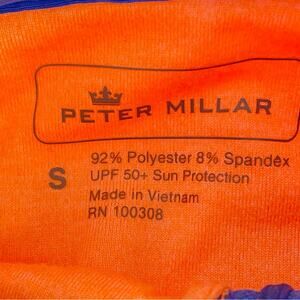 PETER MILLAR
S
92% Polyester 8% Spandex
UPF 50+ Sun Protection
Made in Vietnam
RN 100308